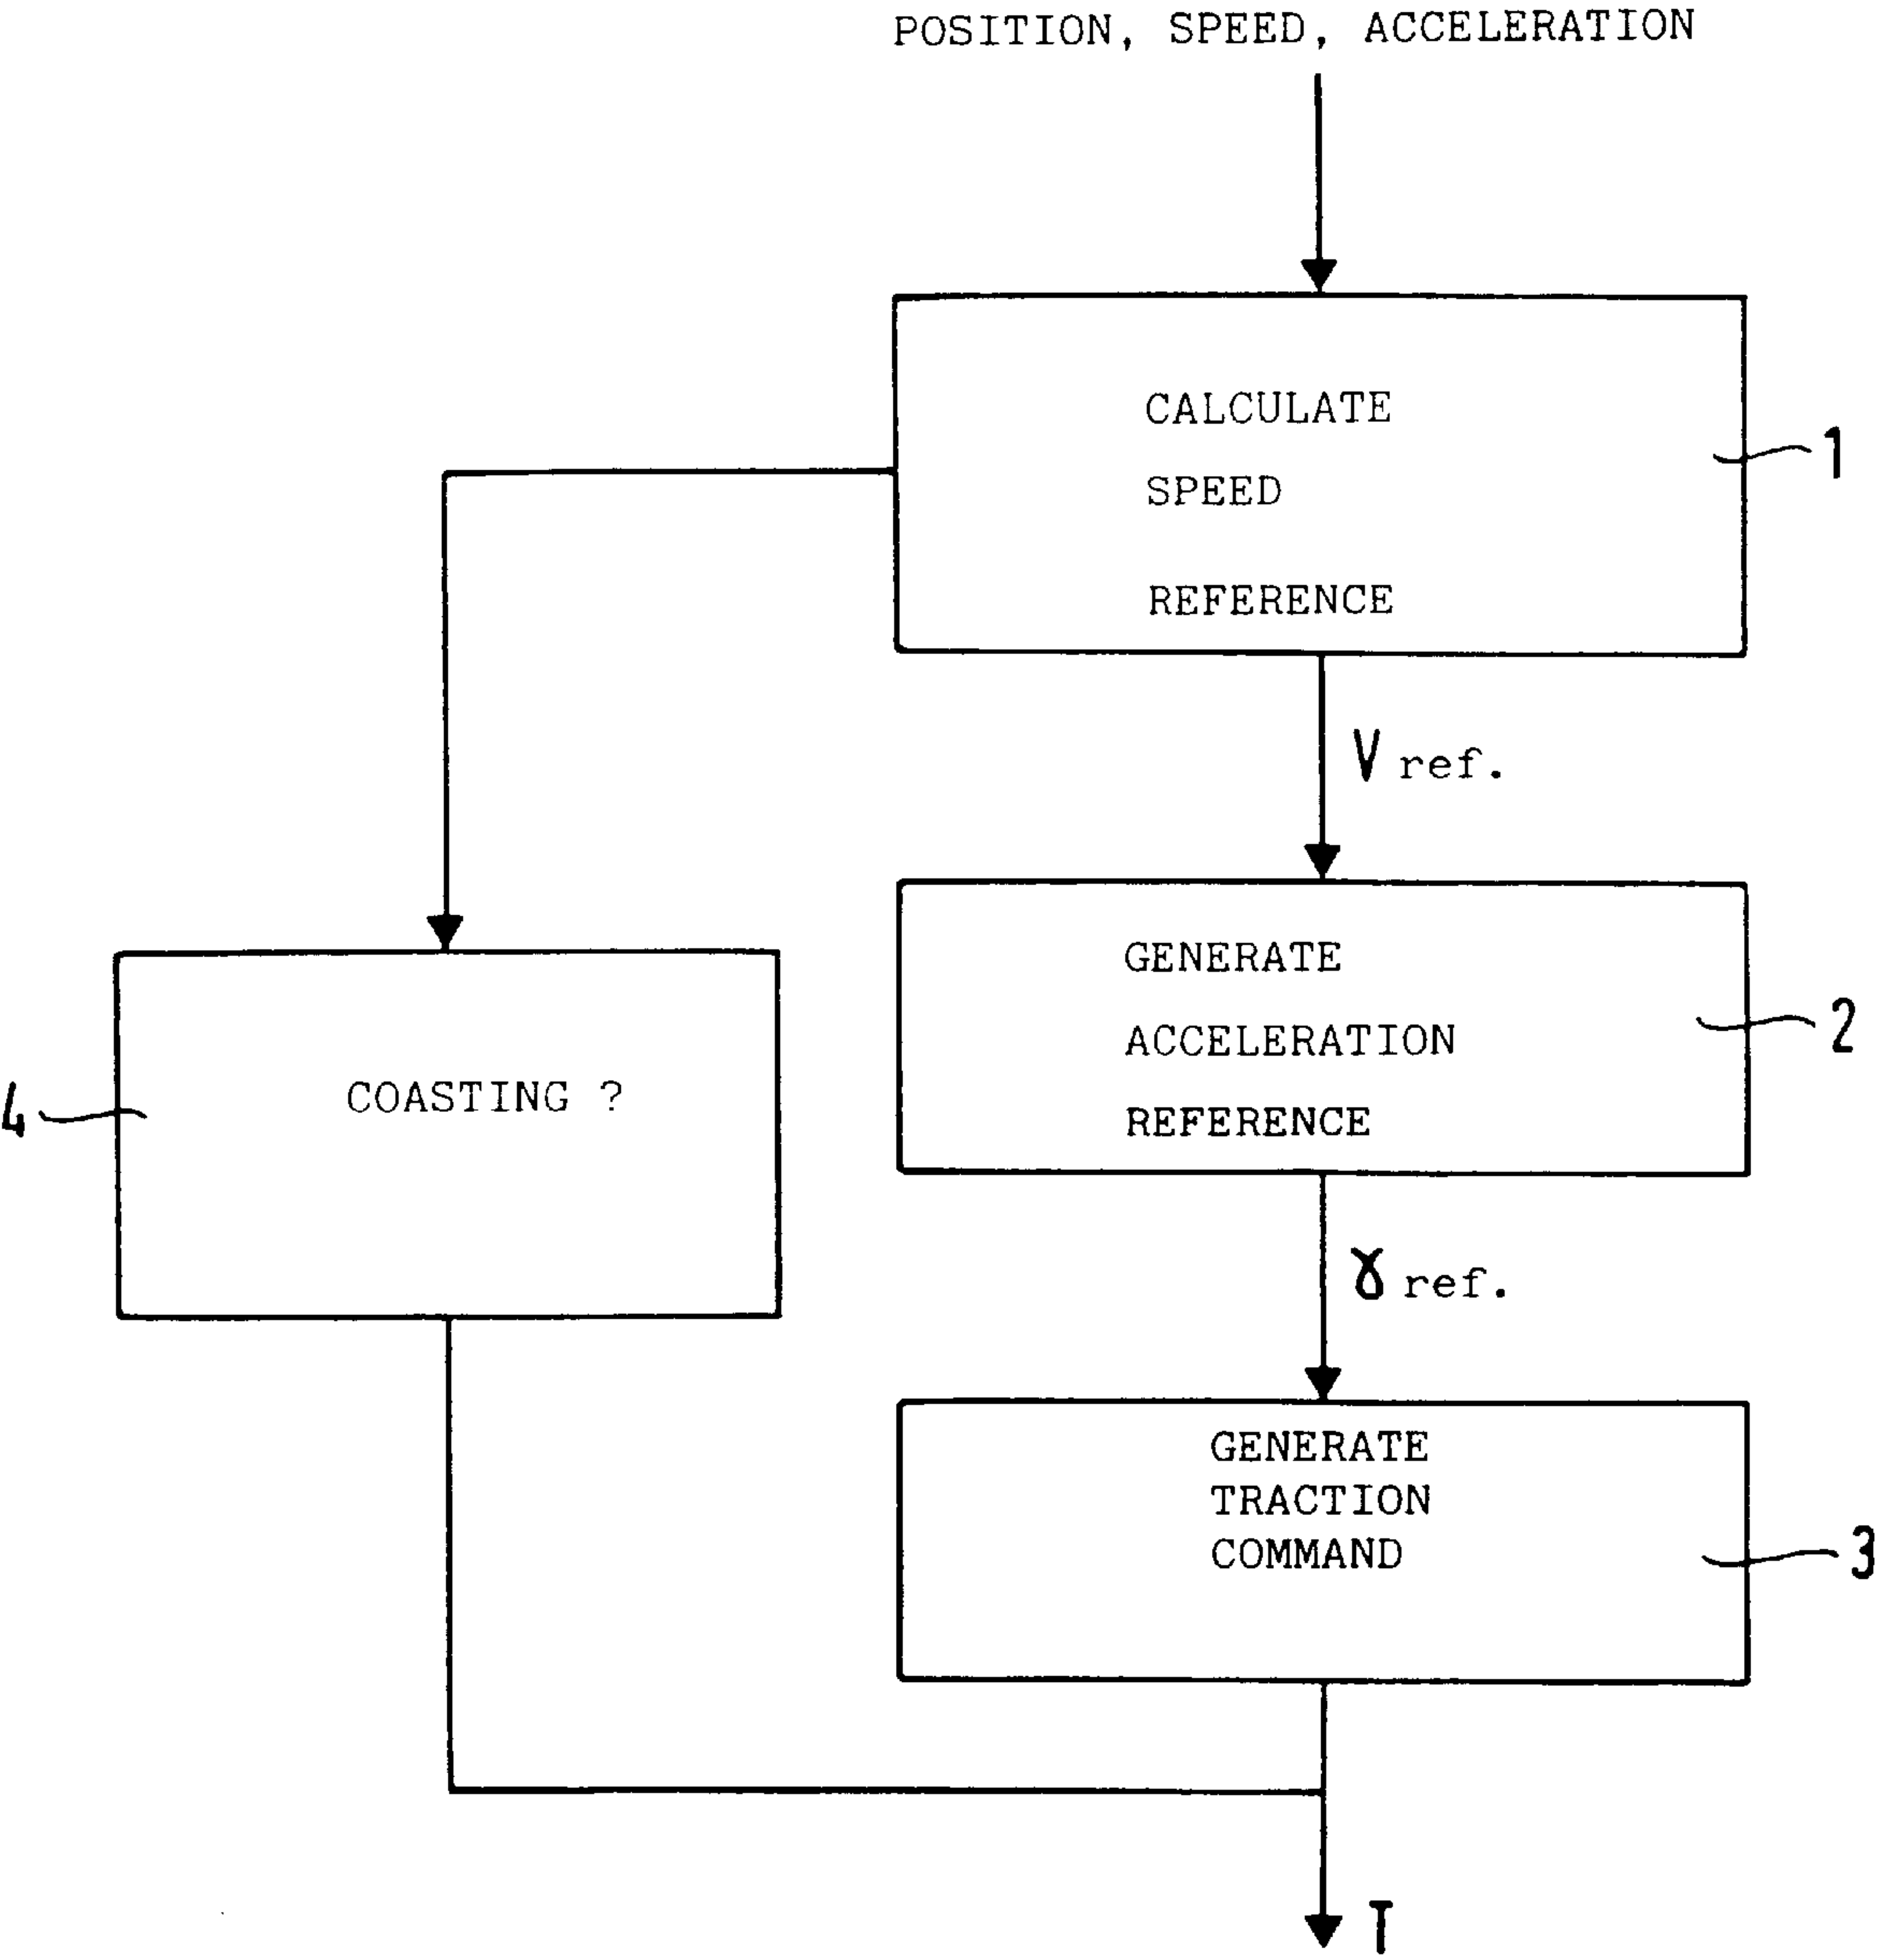 POSITION, SPEED, ACCELERATION
CALCULATE
SPEED
REFERENCE
1
V ref.
GENERATE
ACCELERATION
REFERENCE
2
COASTING ?
4
γ ref.
GENERATE
TRACTION
COMMAND
3
T